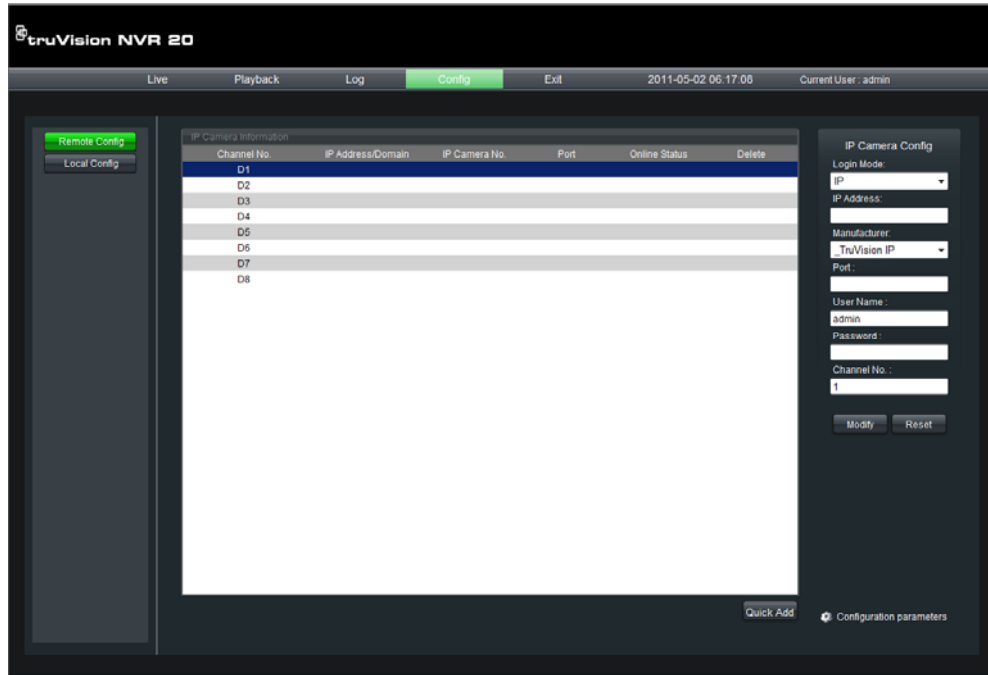 truVision NVR 20
Live Playback Log Config Exit 2011-05-02 06:17:08 Current User : admin
Remote Config
Local Config
IP Camera Information
Channel No. IP Address/Domain IP Camera No. Port Online Status Delete
D1
D2
D3
D4
D5
D6
D7
D8
Quick Add
IP Camera Config
Login Mode:
IP
IP Address:
Manufacturer:
_TruVision IP
Port :
User Name :
admin
Password :
Channel No. :
1
Modify Reset
Configuration parameters